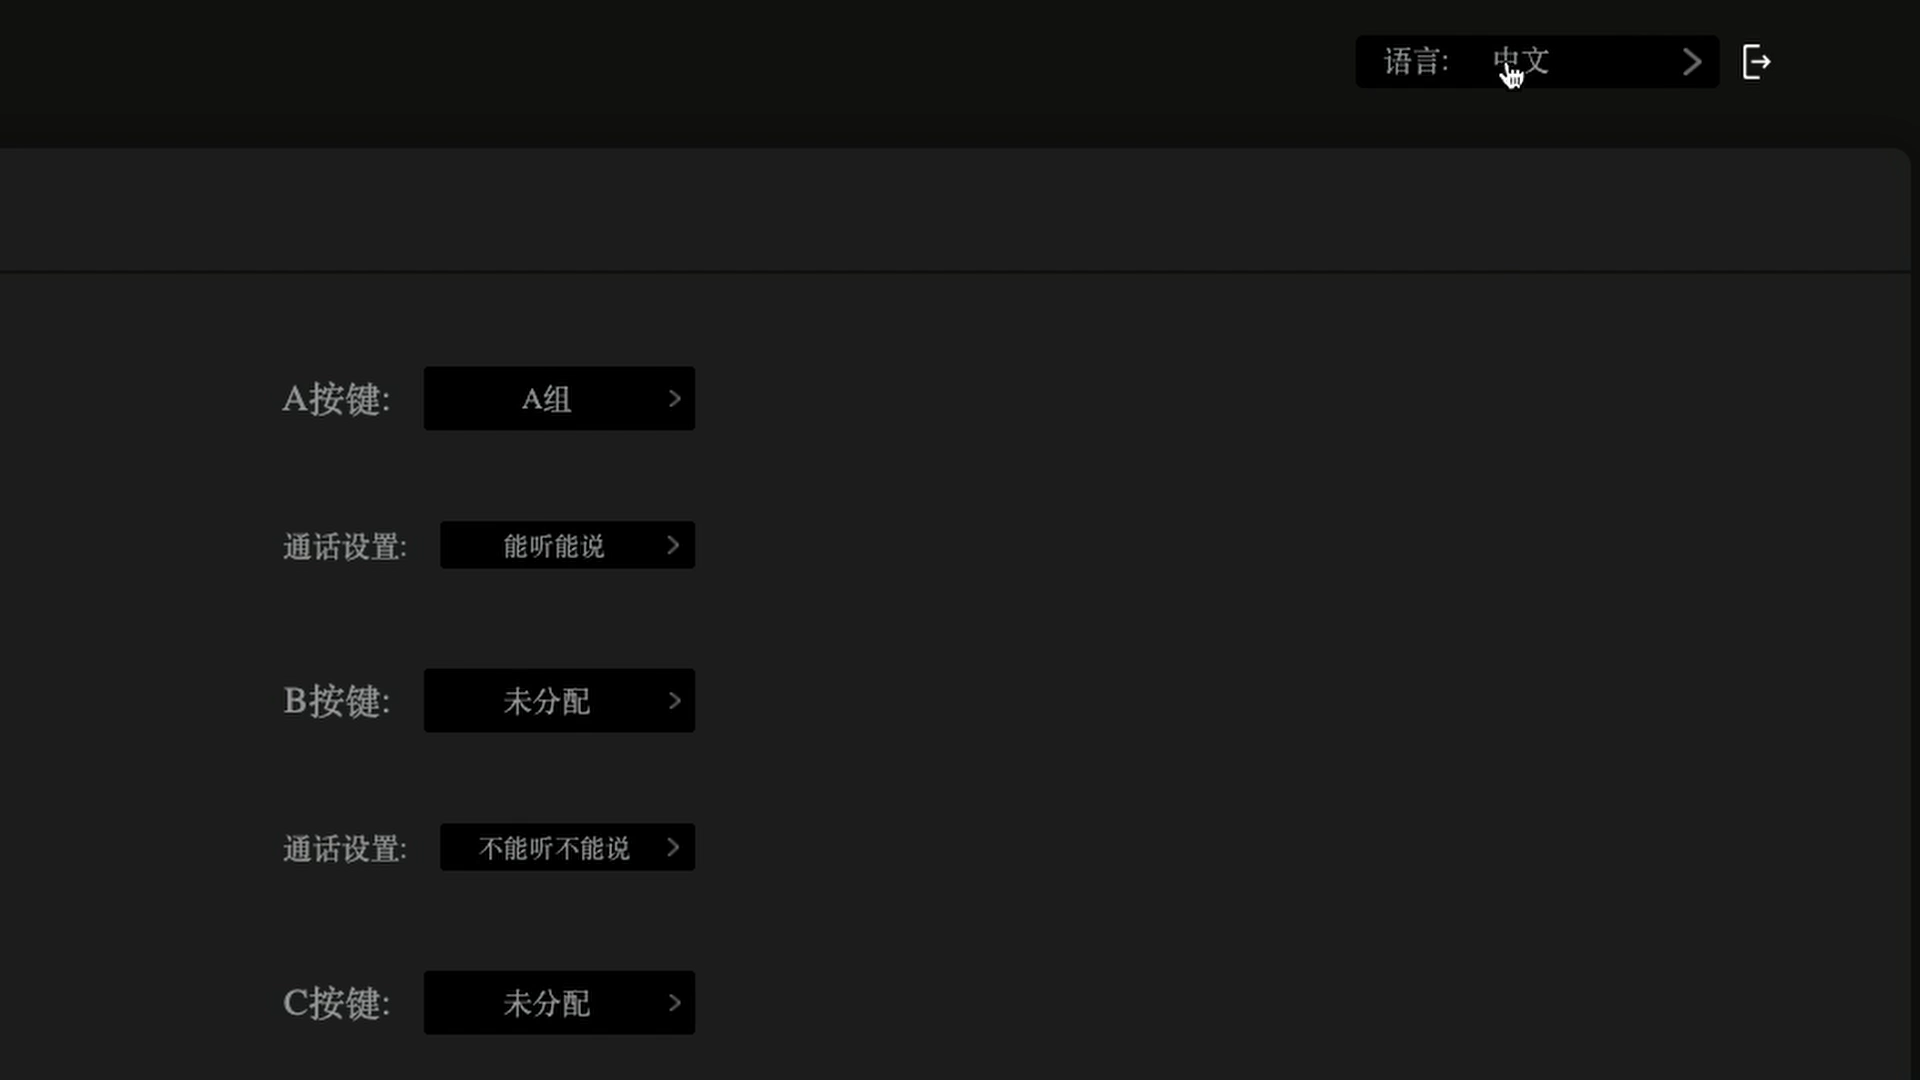 语言: 中文
A按键: A组
通话设置: 能听能说
B按键: 未分配
通话设置: 不能听不能说
C按键: 未分配